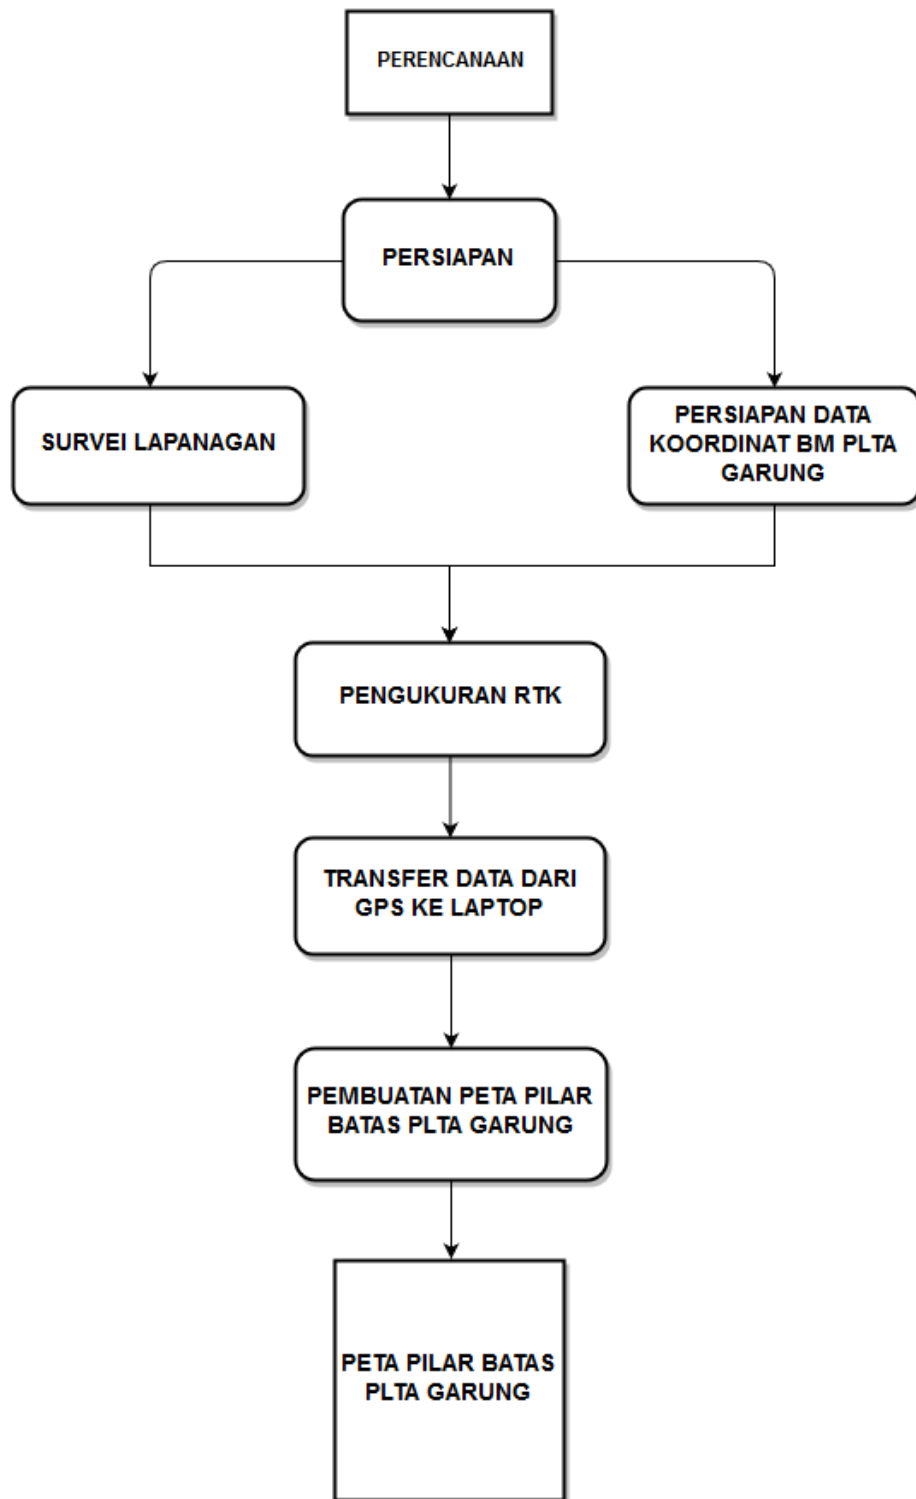 PERENCANAAN
PERSIAPAN
SURVEI LAPANAGAN
PERSIAPAN DATA
KOORDINAT BM PLTA
GARUNG
PENGUKURAN RTK
TRANSFER DATA DARI
GPS KE LAPTOP
PEMBUATAN PETA PILAR
BATAS PLTA GARUNG
PETA PILAR BATAS
PLTA GARUNG